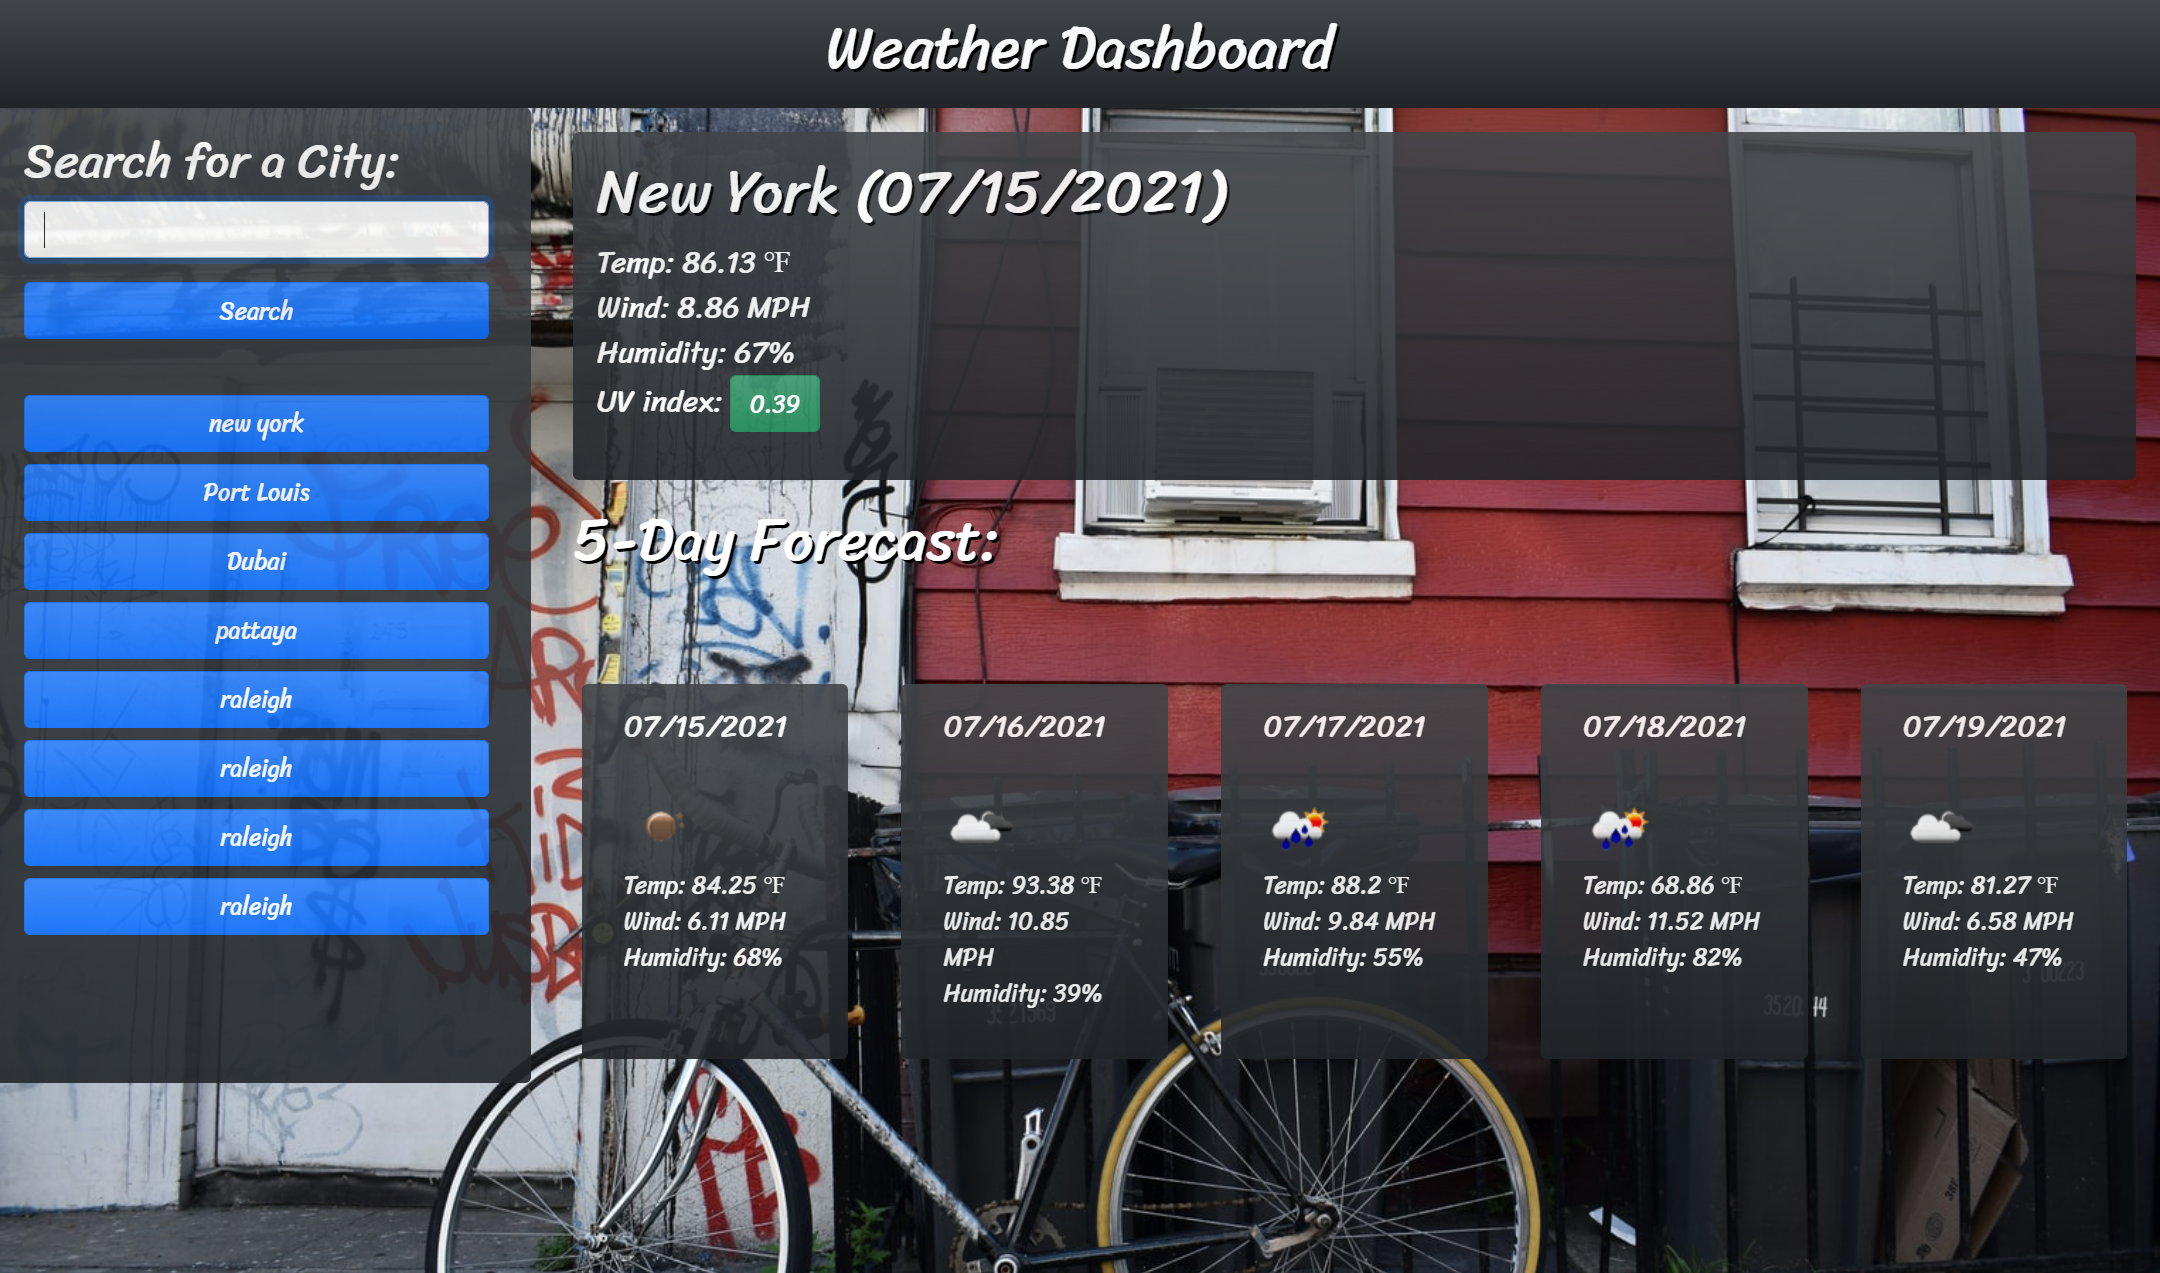 Weather Dashboard
Search for a City:
Search
new york
Port Louis
Dubai
pattaya
raleigh
raleigh
raleigh
raleigh
New York (07/15/2021)
Temp: 86.13 °F
Wind: 8.86 MPH
Humidity: 67%
UV index: 0.39
5-Day Forecast:
07/15/2021
Temp: 84.25 °F
Wind: 6.11 MPH
Humidity: 68%
07/16/2021
Temp: 93.38 °F
Wind: 10.85
MPH
Humidity: 39%
07/17/2021
Temp: 88.2 °F
Wind: 9.84 MPH
Humidity: 55%
07/18/2021
Temp: 68.86 °F
Wind: 11.52 MPH
Humidity: 82%
07/19/2021
Temp: 81.27 °F
Wind: 6.58 MPH
Humidity: 47%